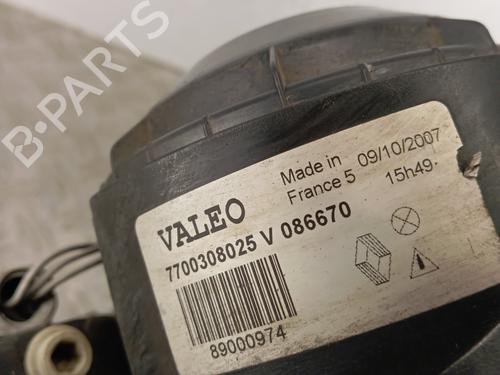 B-PARTS
VALEO
Made in 09/10/2007
France 5 15h49
7700308025 V 086670
89000974